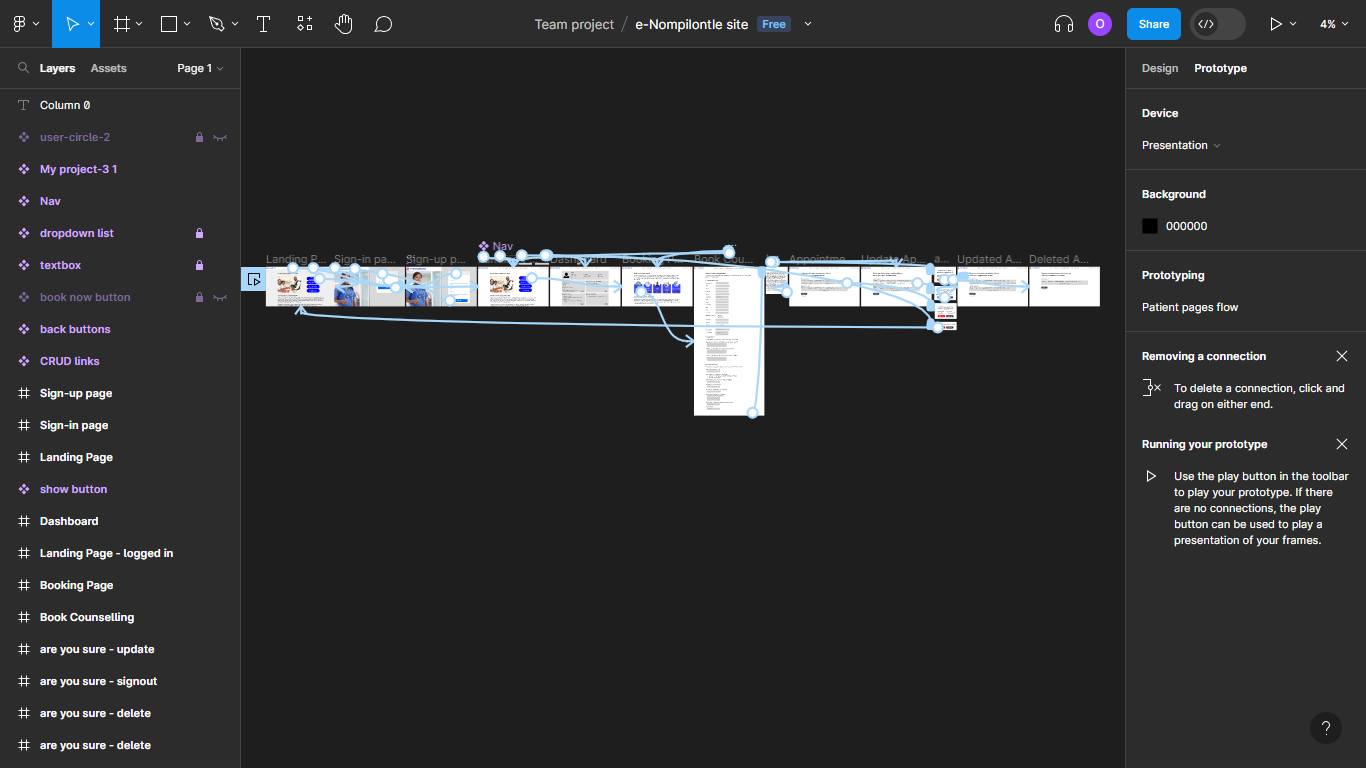 Team project / e-Nompilontle site Free
O Share 4%
Layers Assets Page 1
Column 0
user-circle-2
My project-3 1
Nav
dropdown list
textbox
book now button
back buttons
CRUD links
Sign-up page
Sign-in page
Landing Page
show button
Dashboard
Landing Page - logged in
Booking Page
Book Counselling
are you sure - update
are you sure - signout
are you sure - delete
are you sure - delete
Nav
Landing P... Sign-in pa... Sign-up p... Dashboard Book Cou... Appointme... Update Ap... a... Updated A... Deleted A...
Design Prototype
Device
Presentation
Background
000000
Prototyping
Patient pages flow
Removing a connection
To delete a connection, click and
drag on either end.
Running your prototype
Use the play button in the toolbar
to play your prototype. If there
are no connections, the play
button can be used to play a
presentation of your frames.
?